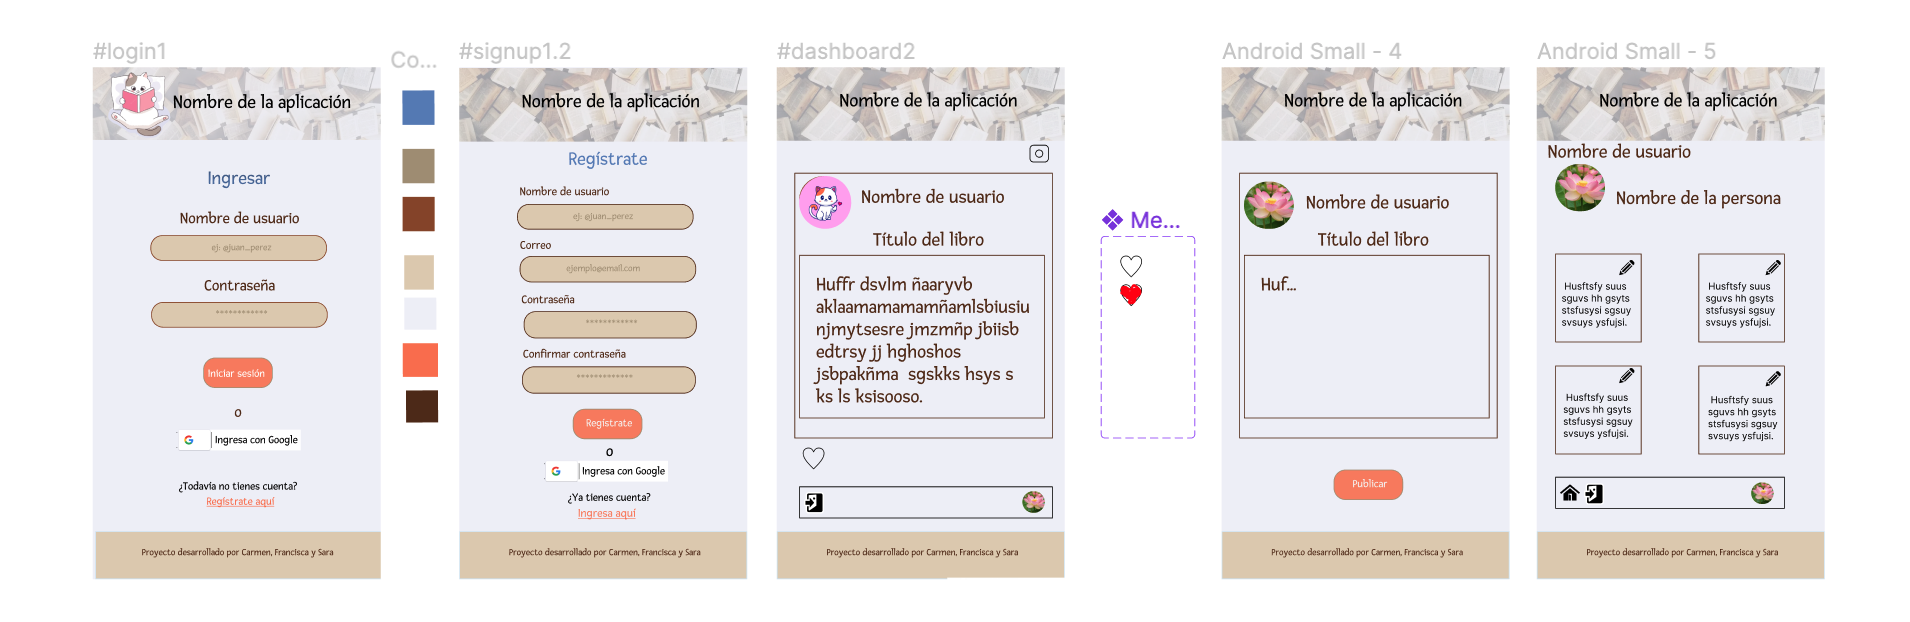 #login1
Nombre de la aplicación
Ingresar
Nombre de usuario
ej: @juan_perez
Contraseña
************
Iniciar sesión
o
G
Ingresa con Google
¿Todavía no tienes cuenta?
Regístrate aquí
Proyecto desarrollado por Carmen, Francisca y Sara
Co...
#signup1.2
Nombre de la aplicación
Regístrate
Nombre de usuario
ej: @juan_perez
Correo
ejemplo@email.com
Contraseña
************
Confirmar contraseña
*************
Regístrate
o
G
Ingresa con Google
¿Ya tienes cuenta?
Ingresa aquí
Proyecto desarrollado por Carmen, Francisca y Sara
#dashboard2
Nombre de la aplicación
Nombre de usuario
Título del libro
Huffr dsvlm ñaaryvb
aklaamamamamñamlsbiusiu
njmytsesre jmzmñp jbiisb
edtrsy jj hghoshos
jsbpakñma sgskks hsys s
ks ls ksisooso.
Proyecto desarrollado por Carmen, Francisca y Sara
Me...
Android Small - 4
Nombre de la aplicación
Nombre de usuario
Título del libro
Huf...
Publicar
Proyecto desarrollado por Carmen, Francisca y Sara
Android Small - 5
Nombre de la aplicación
Nombre de usuario
Nombre de la persona
Husftsfy suus
sguvs hh gsyts
stsfusysi sgsuy
svsuys ysfujsi.
Husftsfy suus
sguvs hh gsyts
stsfusysi sgsuy
svsuys ysfujsi.
Husftsfy suus
sguvs hh gsyts
stsfusysi sgsuy
svsuys ysfujsi.
Husftsfy suus
sguvs hh gsyts
stsfusysi sgsuy
svsuys ysfujsi.
Proyecto desarrollado por Carmen, Francisca y Sara